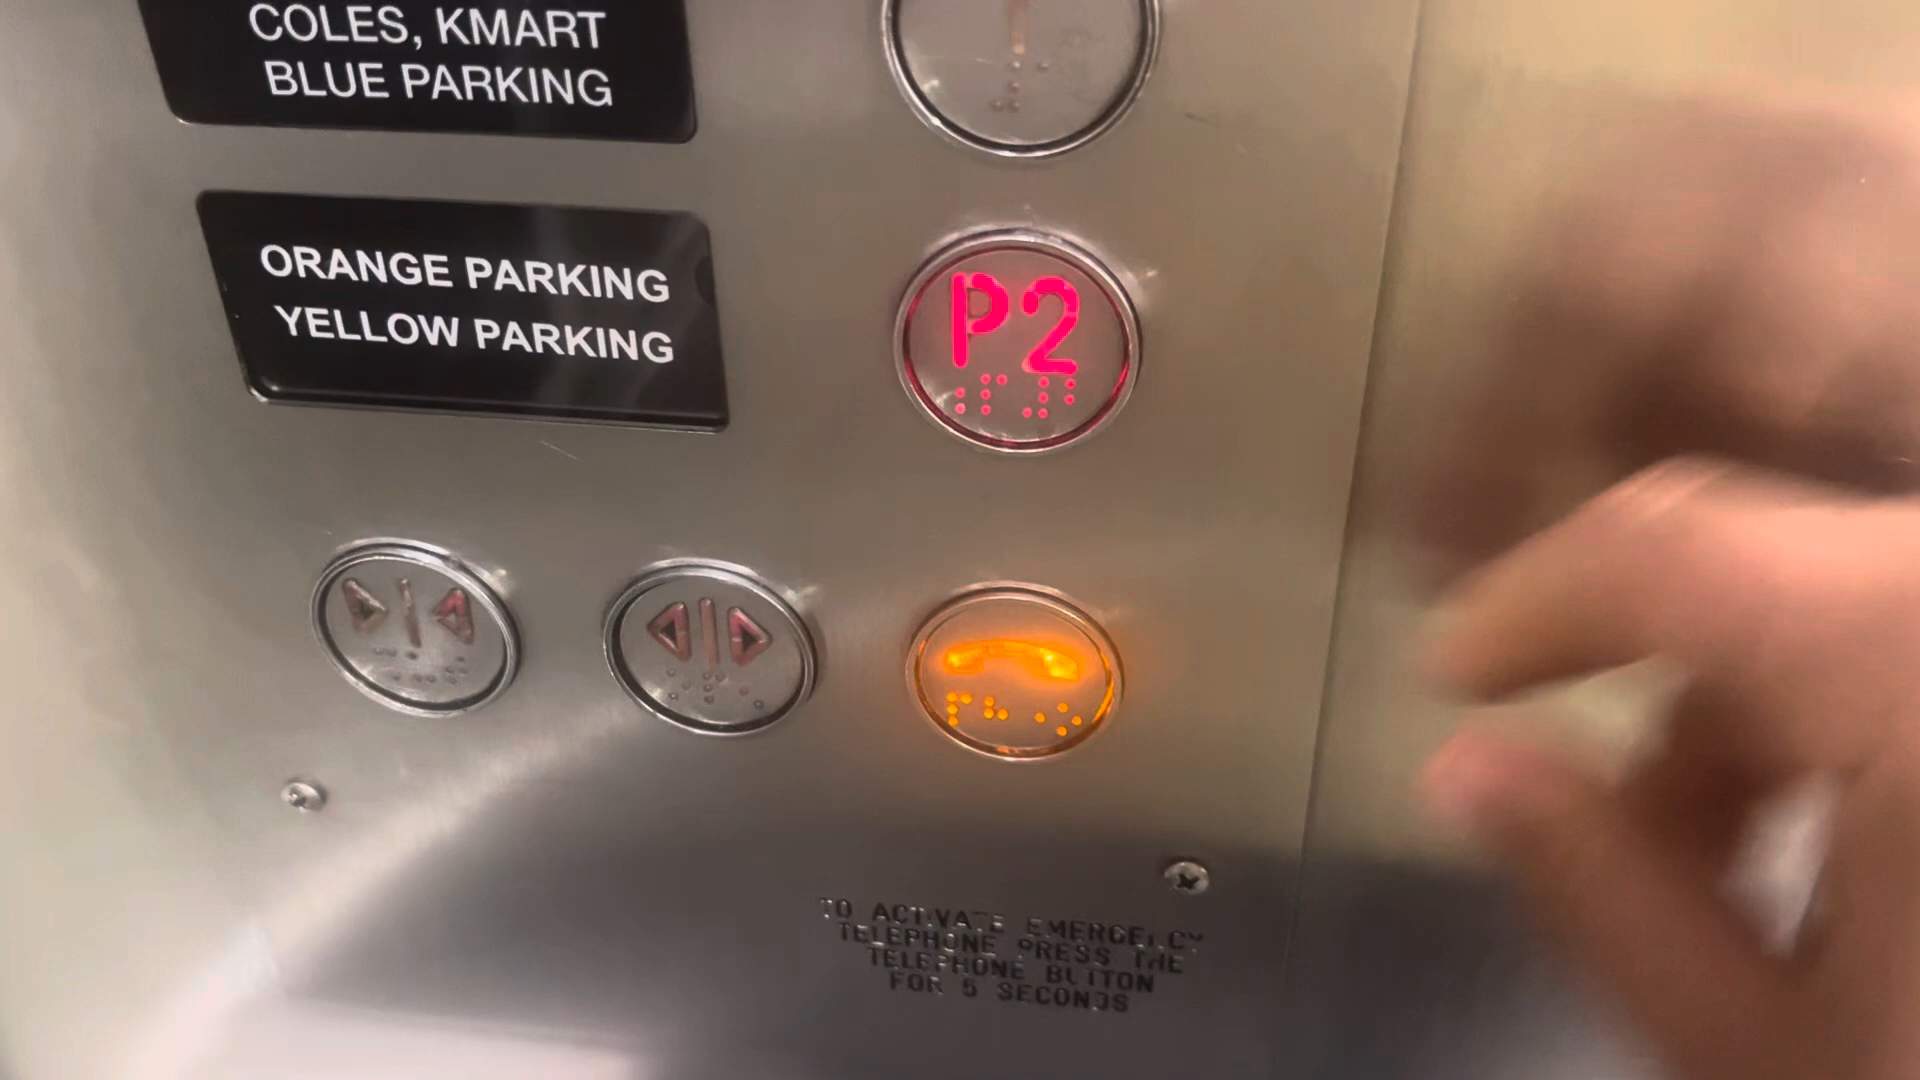 COLES, KMART
BLUE PARKING
ORANGE PARKING
YELLOW PARKING
P2
TO ACTIVATE EMERGENCY
TELEPHONE PRESS THE
TELEPHONE BUTTON
FOR 5 SECONDS